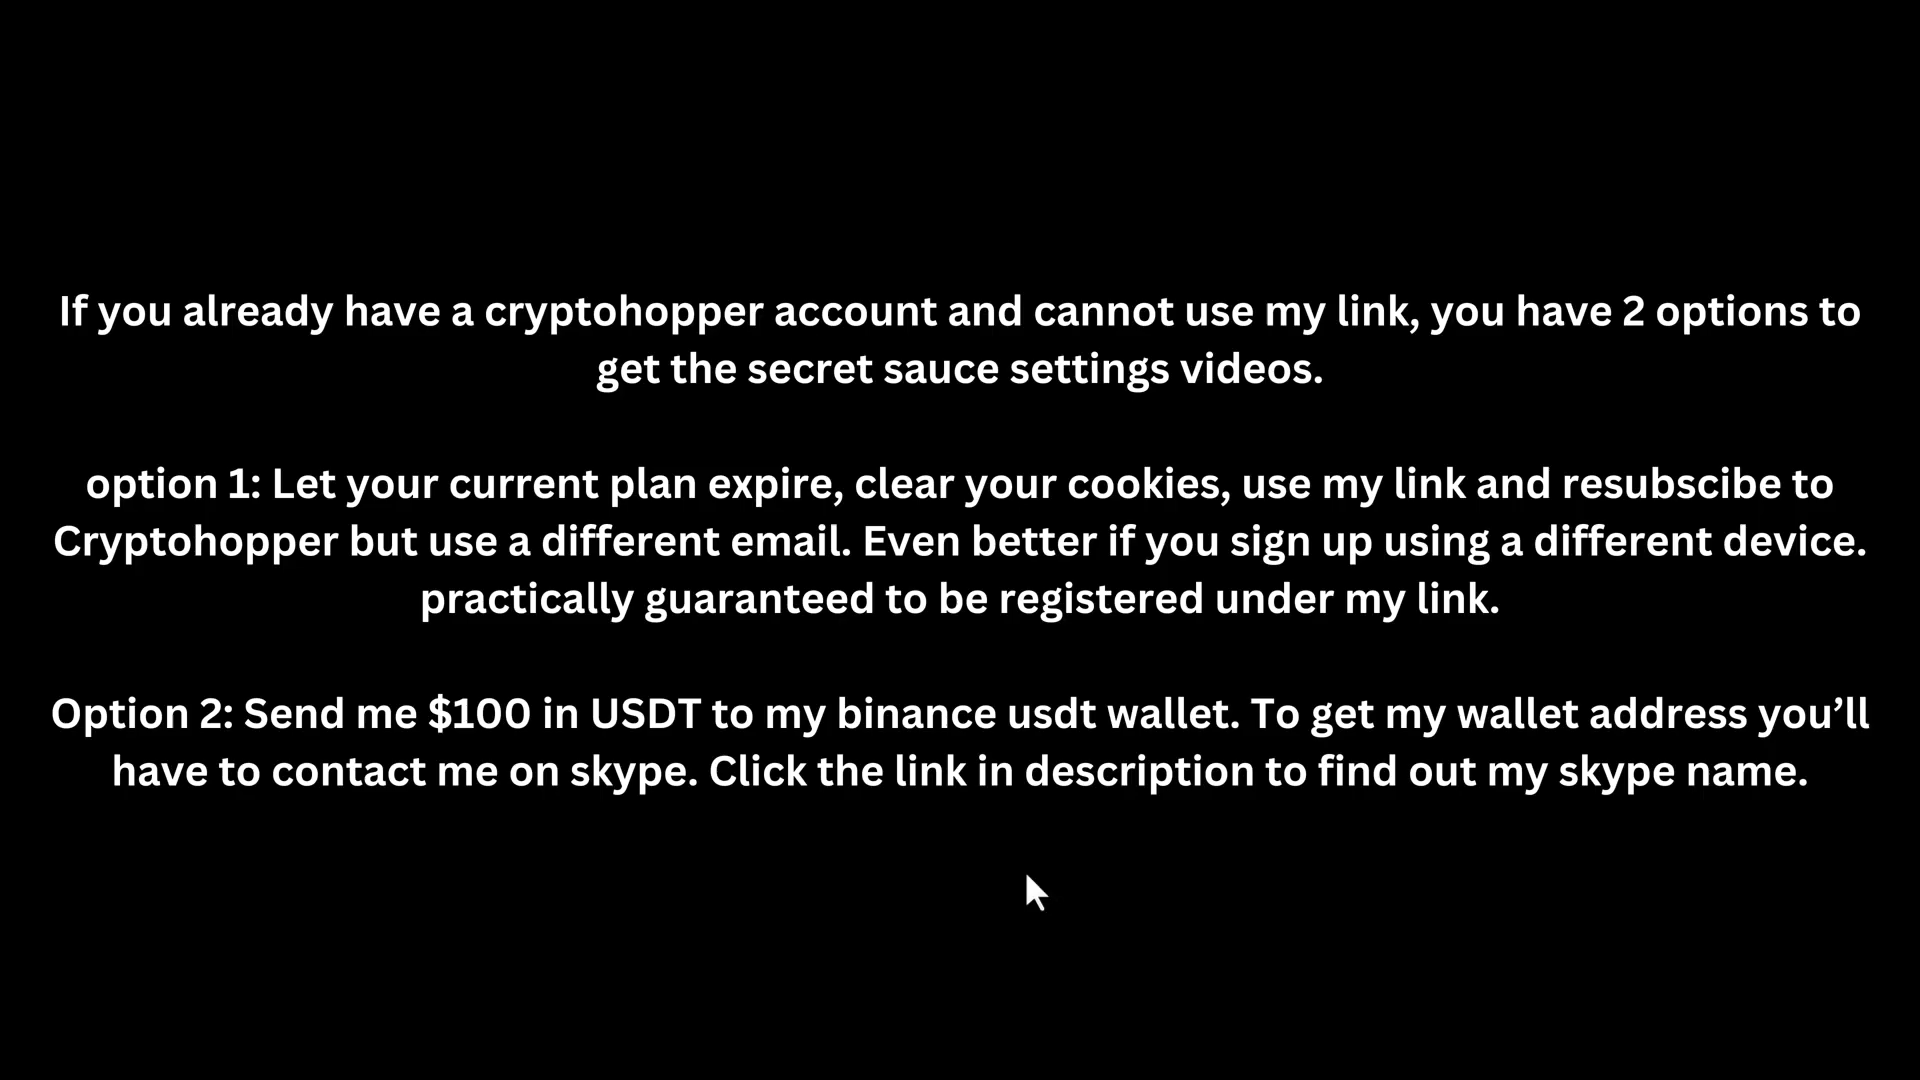 If you already have a cryptohopper account and cannot use my link, you have 2 options to
get the secret sauce settings videos.
option 1: Let your current plan expire, clear your cookies, use my link and resubscibe to
Cryptohopper but use a different email. Even better if you sign up using a different device.
practically guaranteed to be registered under my link.
Option 2: Send me $100 in USDT to my binance usdt wallet. To get my wallet address you’ll
have to contact me on skype. Click the link in description to find out my skype name.